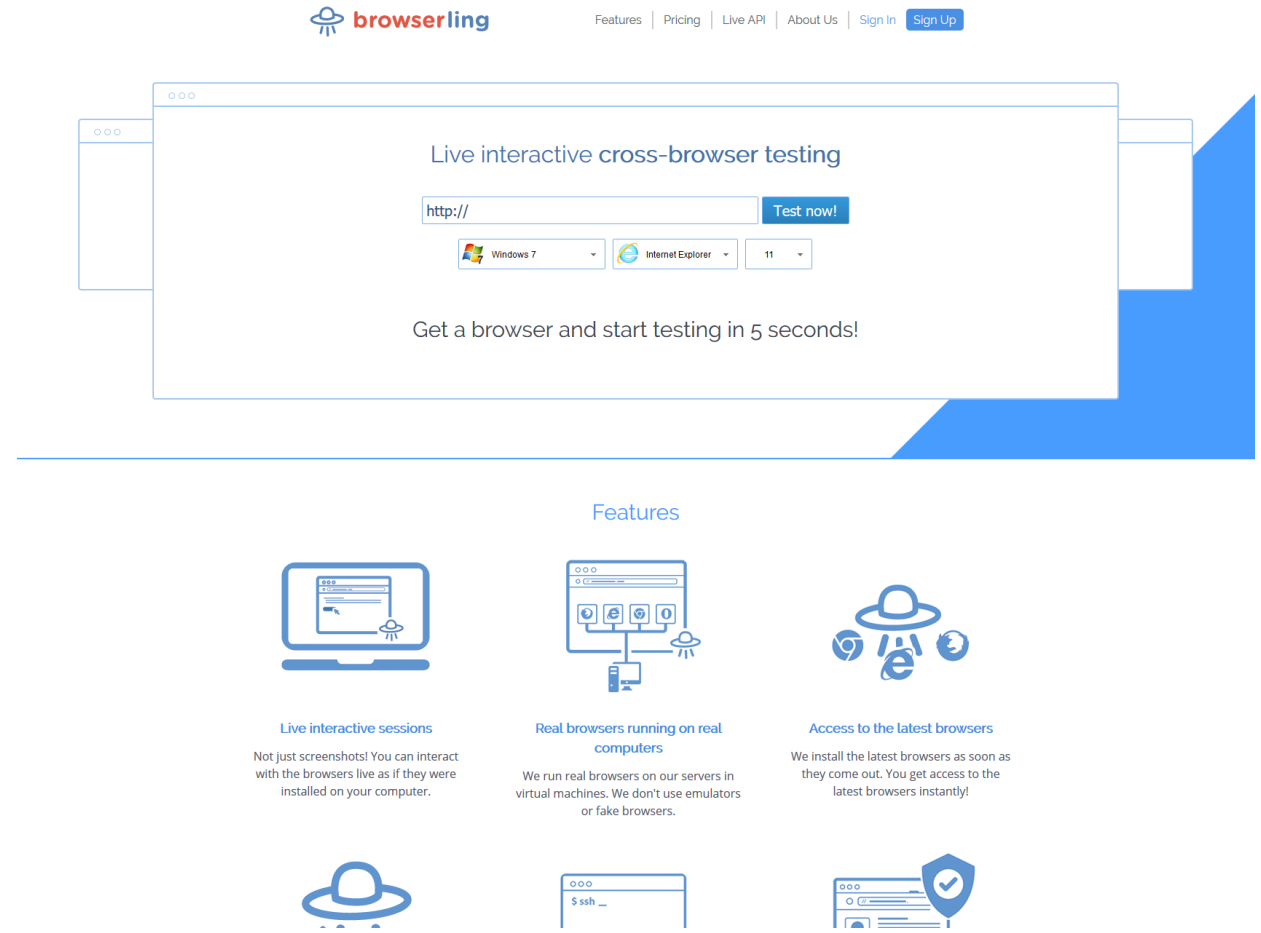 browserling
Features
Pricing
Live API
About Us
Sign In
Sign Up
Live interactive cross-browser testing
http://
Test now!
Windows 7
Internet Explorer
11
Get a browser and start testing in 5 seconds!
Features
Live interactive sessions
Not just screenshots! You can interact
with the browsers live as if they were
installed on your computer.
Real browsers running on real
computers
We run real browsers on our servers in
virtual machines. We don't use emulators
or fake browsers.
Access to the latest browsers
We install the latest browsers as soon as
they come out. You get access to the
latest browsers instantly!
$ ssh _
//